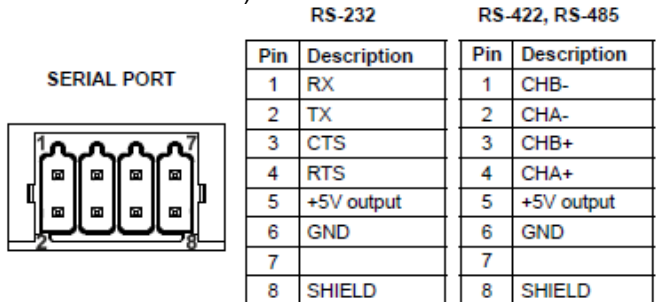 )
RS-232 RS-422, RS-485
SERIAL PORT
Pin Description Pin Description
1 RX 1 CHB-
2 TX 2 CHA-
3 CTS 3 CHB+
4 RTS 4 CHA+
5 +5V output 5 +5V output
6 GND 6 GND
7 7
8 SHIELD 8 SHIELD
1 7
2 8